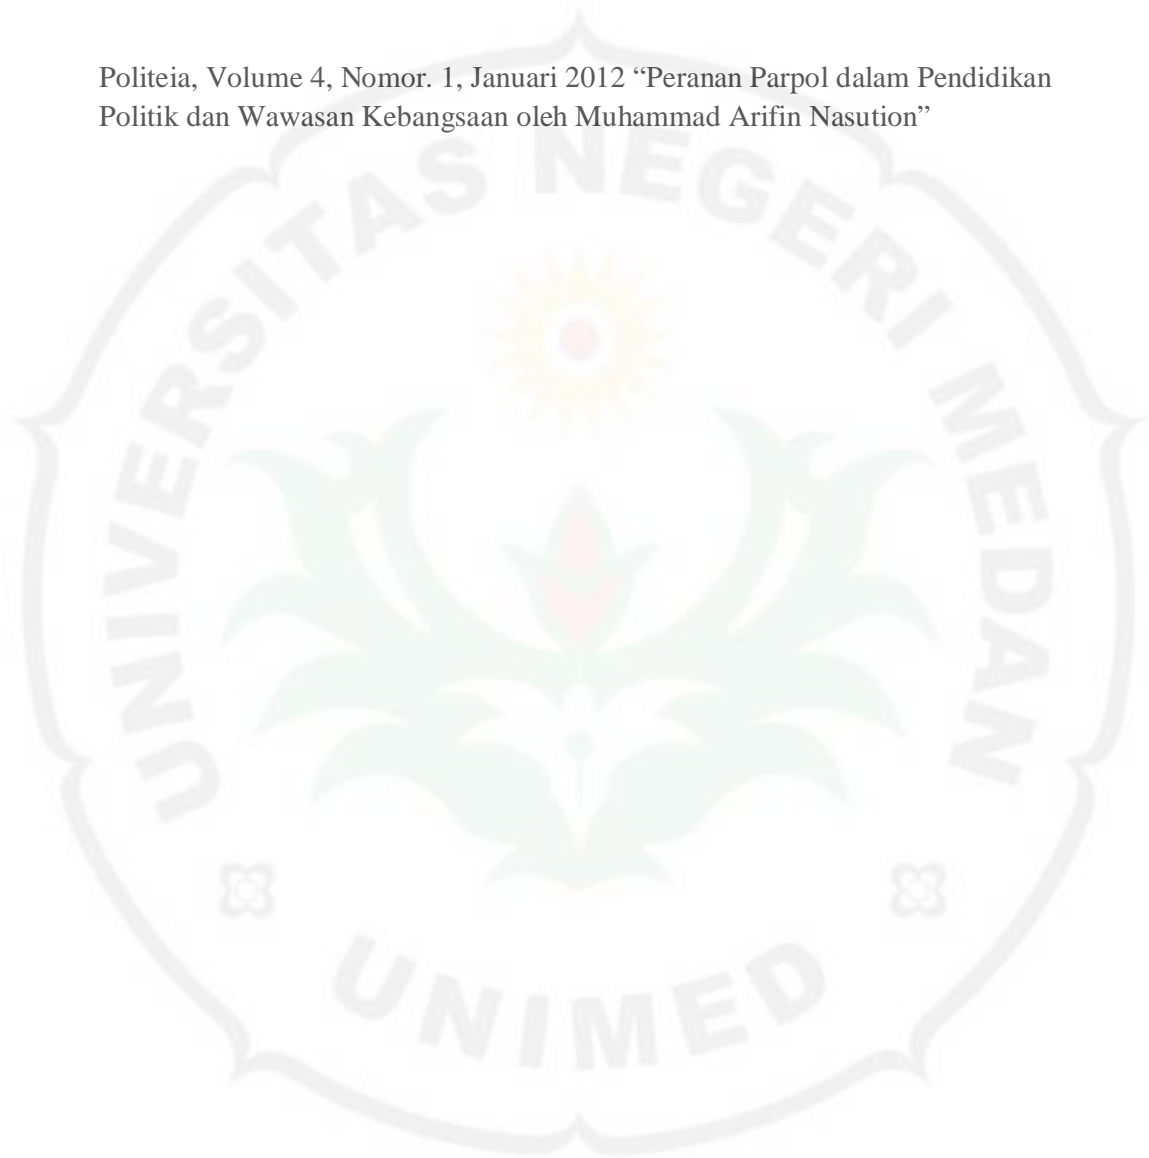 Politeia, Volume 4, Nomor. 1, Januari 2012 “Peranan Parpol dalam Pendidikan
Politik dan Wawasan Kebangsaan oleh Muhammad Arifin Nasution”
UNIVERSITAS NEGERI MEDAN
UNIMED